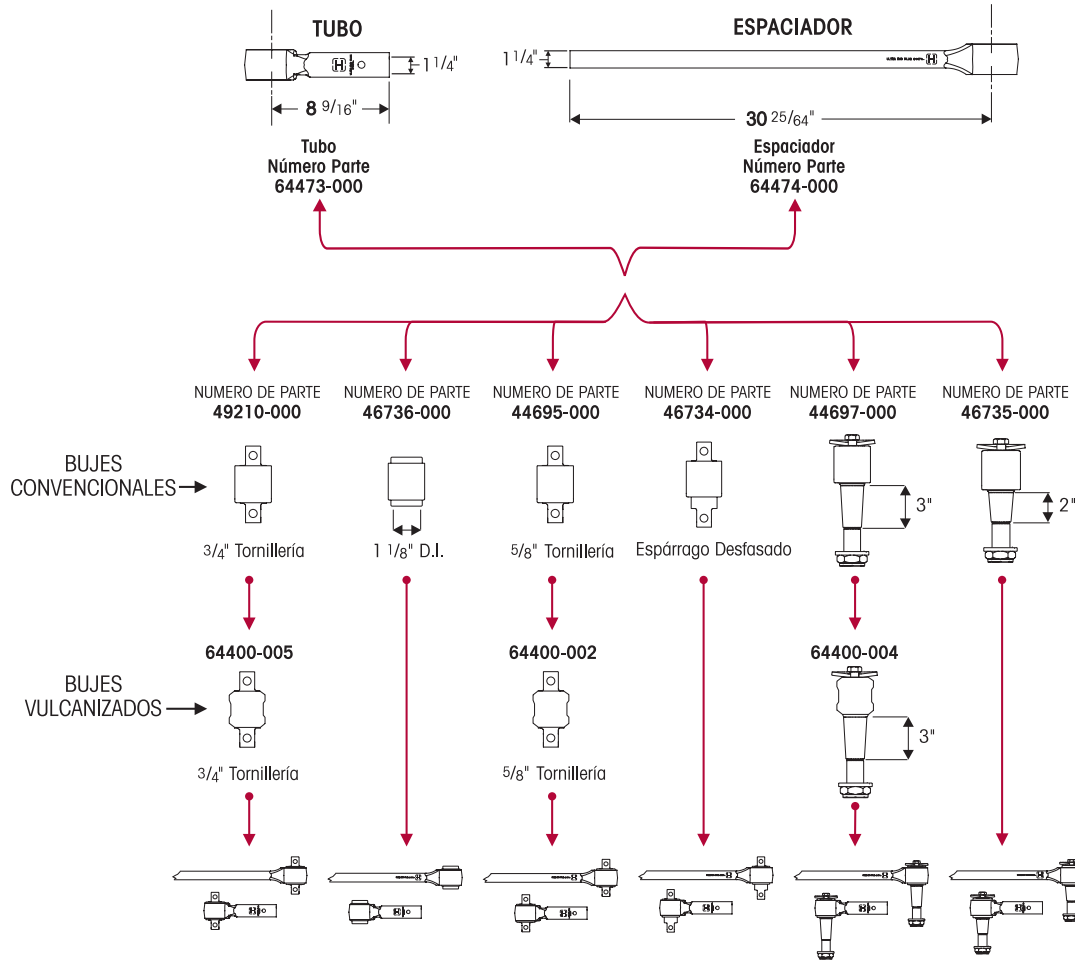 TUBO
ESPACIADOR
1 1/4"
1 1/4"
8 9/16"
30 25/64"
Tubo
Número Parte
64473-000
Espaciador
Número Parte
64474-000
NUMERO DE PARTE
49210-000
NUMERO DE PARTE
46736-000
NUMERO DE PARTE
44695-000
NUMERO DE PARTE
46734-000
NUMERO DE PARTE
44697-000
NUMERO DE PARTE
46735-000
BUJES
CONVENCIONALES
3"
2"
3/4" Tornillería
1 1/8" D.I.
5/8" Tornillería
Espárrago Desfasado
64400-005
64400-002
64400-004
BUJES
VULCANIZADOS
3"
3/4" Tornillería
5/8" Tornillería